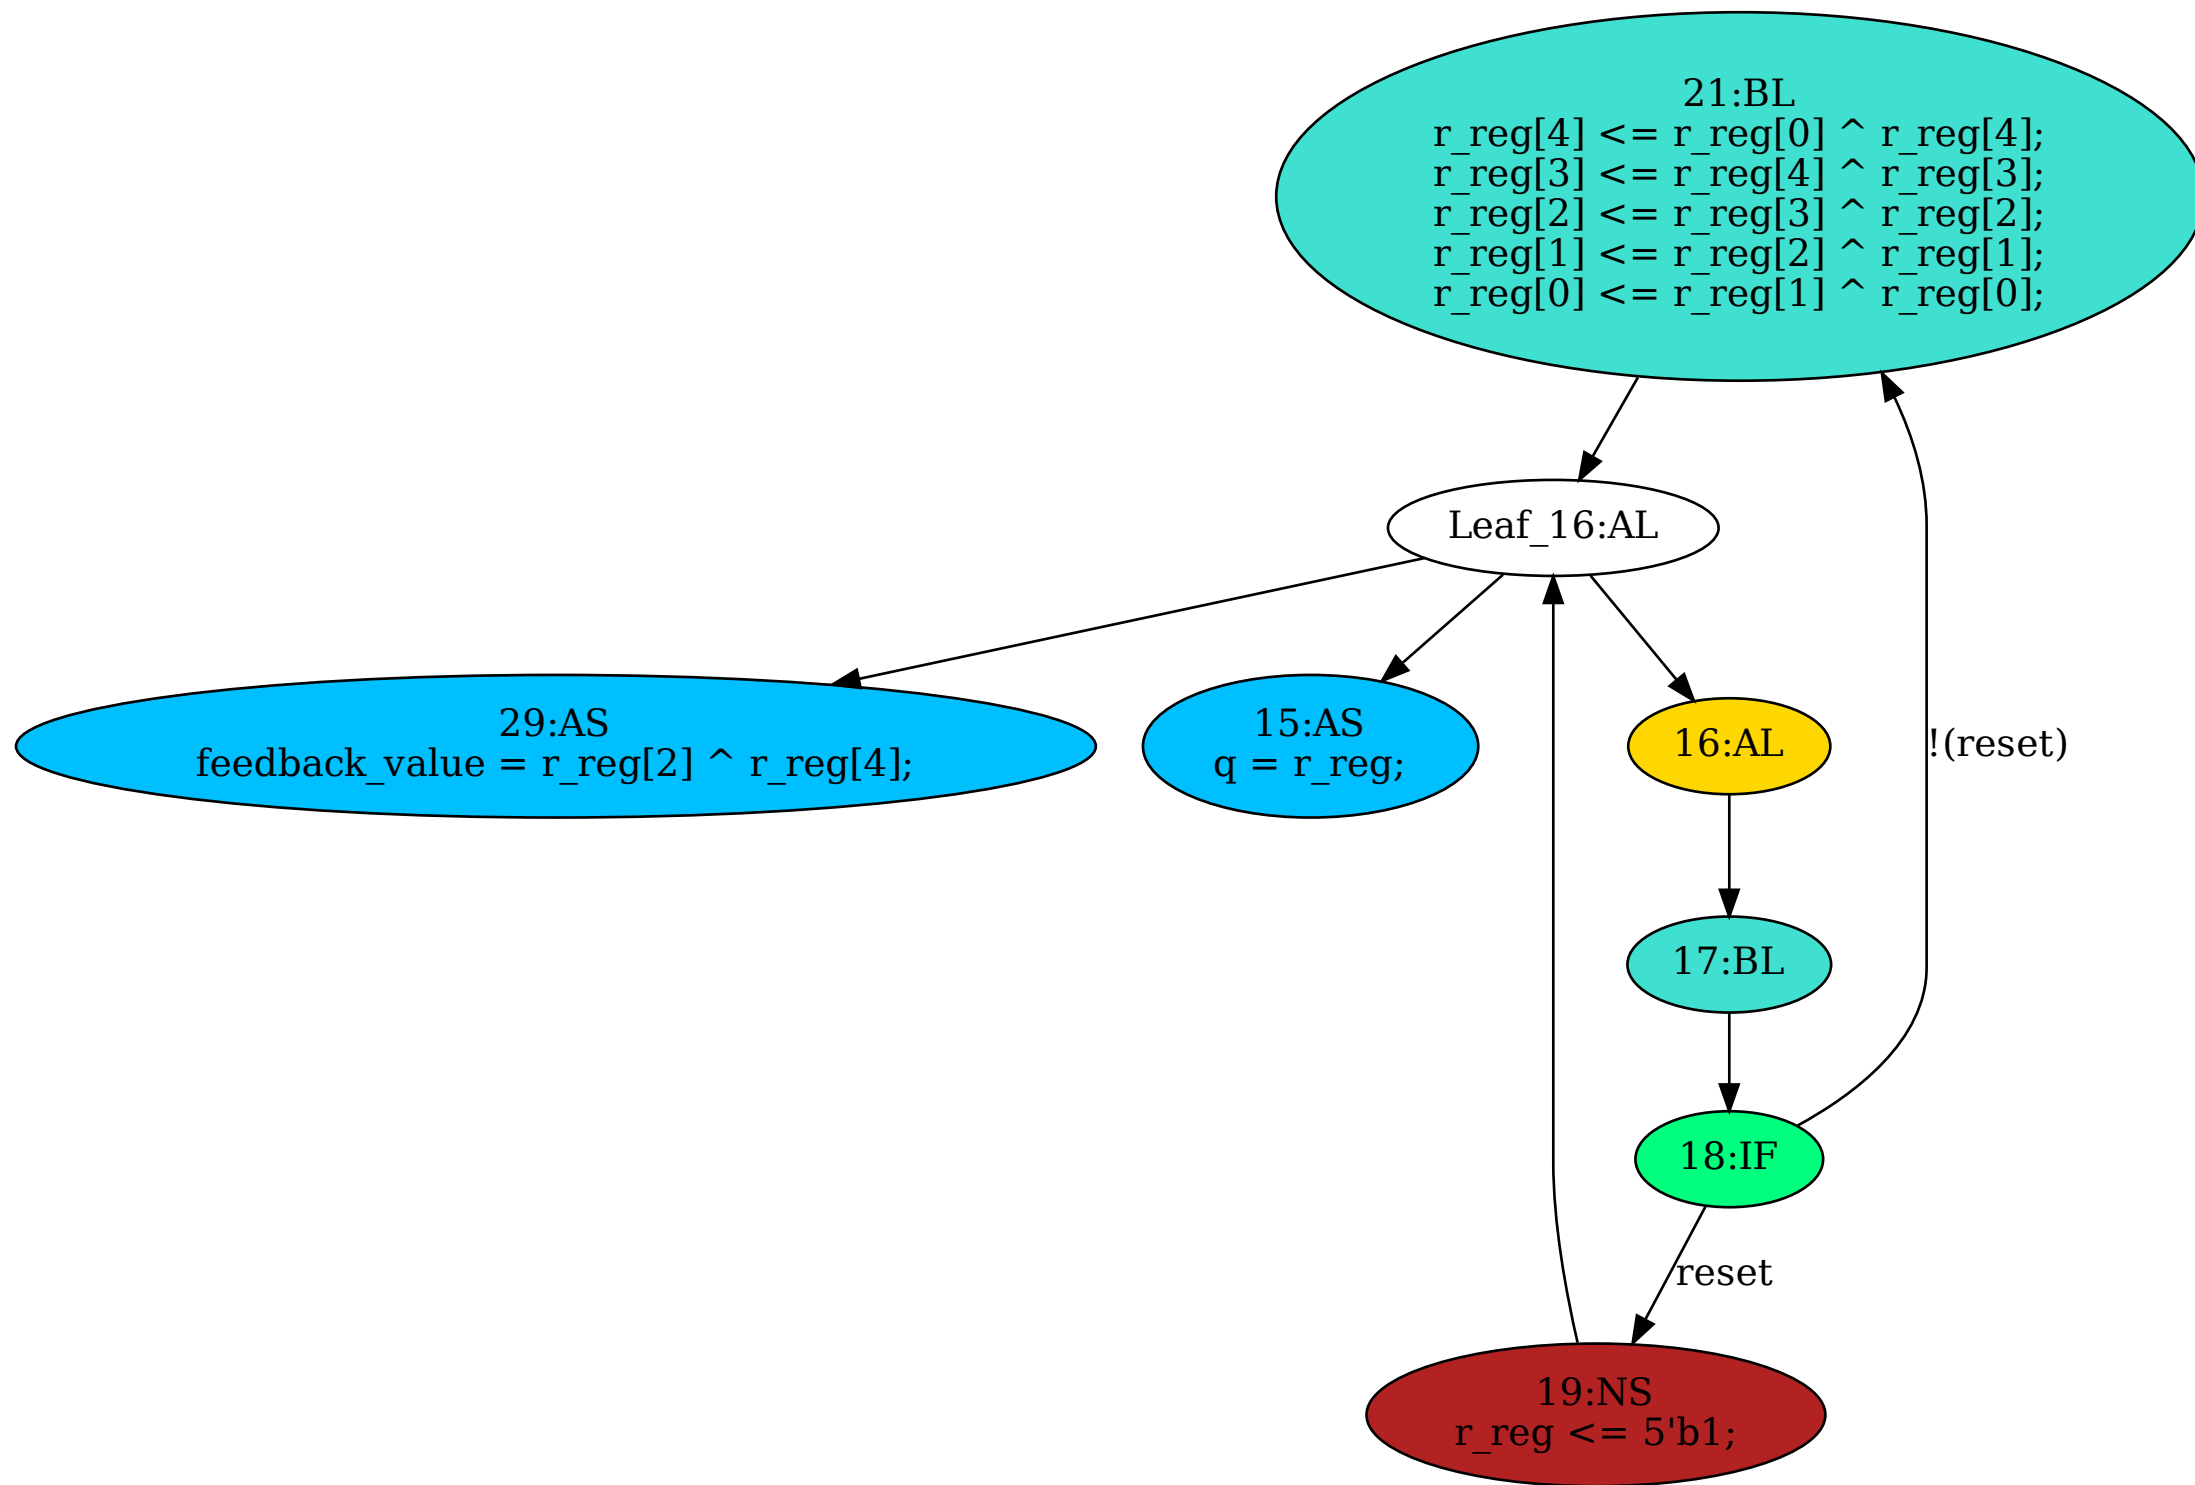 21:BL
r_reg[4] <= r_reg[0] ^ r_reg[4];
r_reg[3] <= r_reg[4] ^ r_reg[3];
r_reg[2] <= r_reg[3] ^ r_reg[2];
r_reg[1] <= r_reg[2] ^ r_reg[1];
r_reg[0] <= r_reg[1] ^ r_reg[0];
Leaf_16:AL
29:AS
feedback_value = r_reg[2] ^ r_reg[4];
15:AS
q = r_reg;
16:AL
!(reset)
17:BL
18:IF
reset
19:NS
r_reg <= 5'b1;